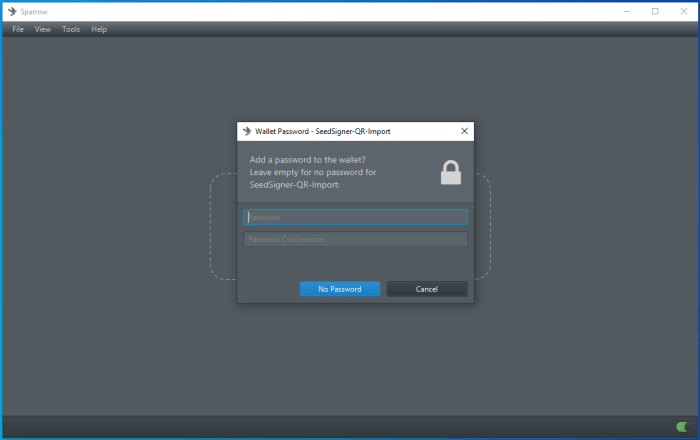 Sparrow
File View Tools Help
Wallet Password - SeedSigner-QR-Import
Add a password to the wallet?
Leave empty for no password for
SeedSigner-QR-Import:
Password
Password Confirmation
No Password Cancel